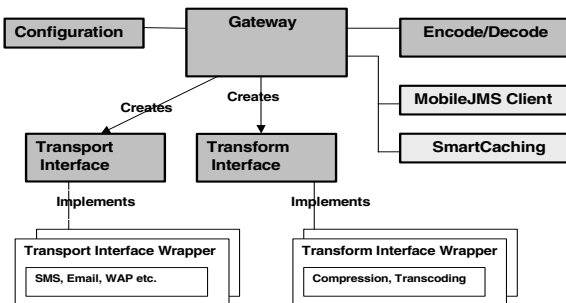 Configuration
Gateway
Encode/Decode
MobileJMS Client
SmartCaching
Creates
Creates
Transport
Interface
Transform
Interface
Implements
Implements
Transport Interface Wrapper
SMS, Email, WAP etc.
Transform Interface Wrapper
Compression, Transcoding